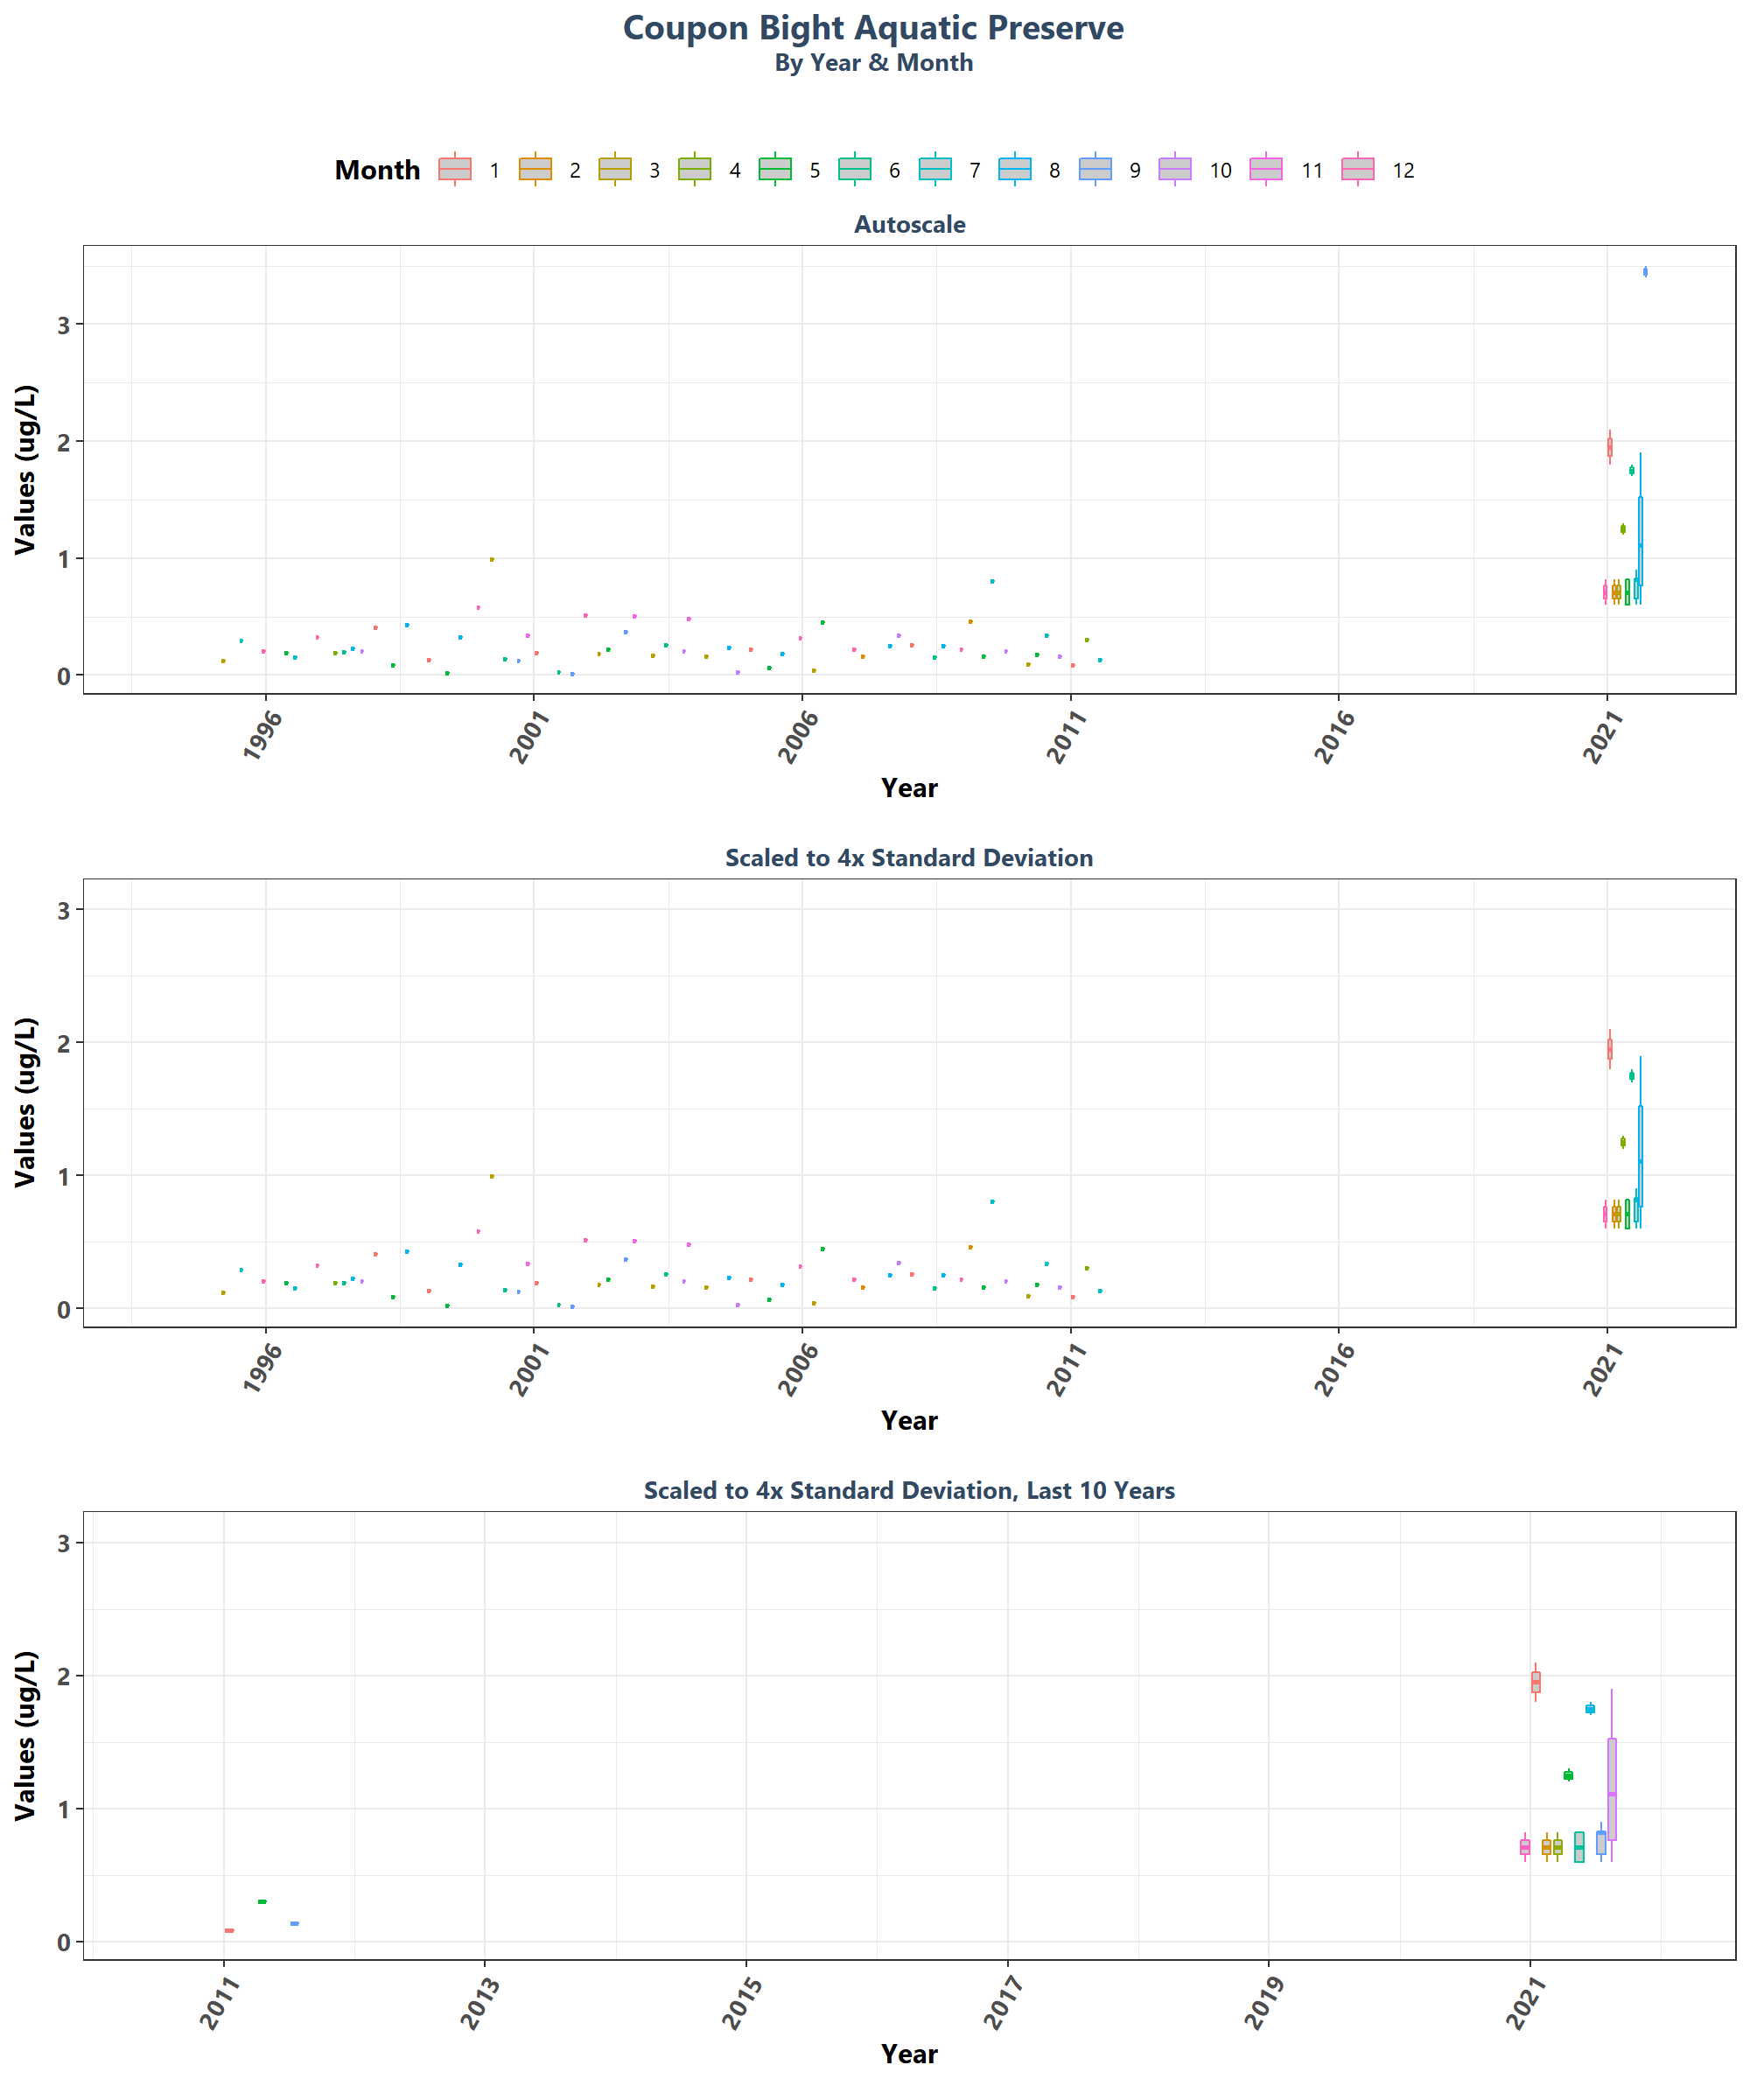 Coupon Bight Aquatic Preserve
By Year & Month
Month 1 2 3 4 5 6 7 8 9 10 11 12
Autoscale
Values (ug/L)
3
2
1
0
1996 2001 2006 2011 2016 2021
Year
Scaled to 4x Standard Deviation
Values (ug/L)
3
2
1
0
1996 2001 2006 2011 2016 2021
Year
Scaled to 4x Standard Deviation, Last 10 Years
Values (ug/L)
3
2
1
0
2011 2013 2015 2017 2019 2021
Year